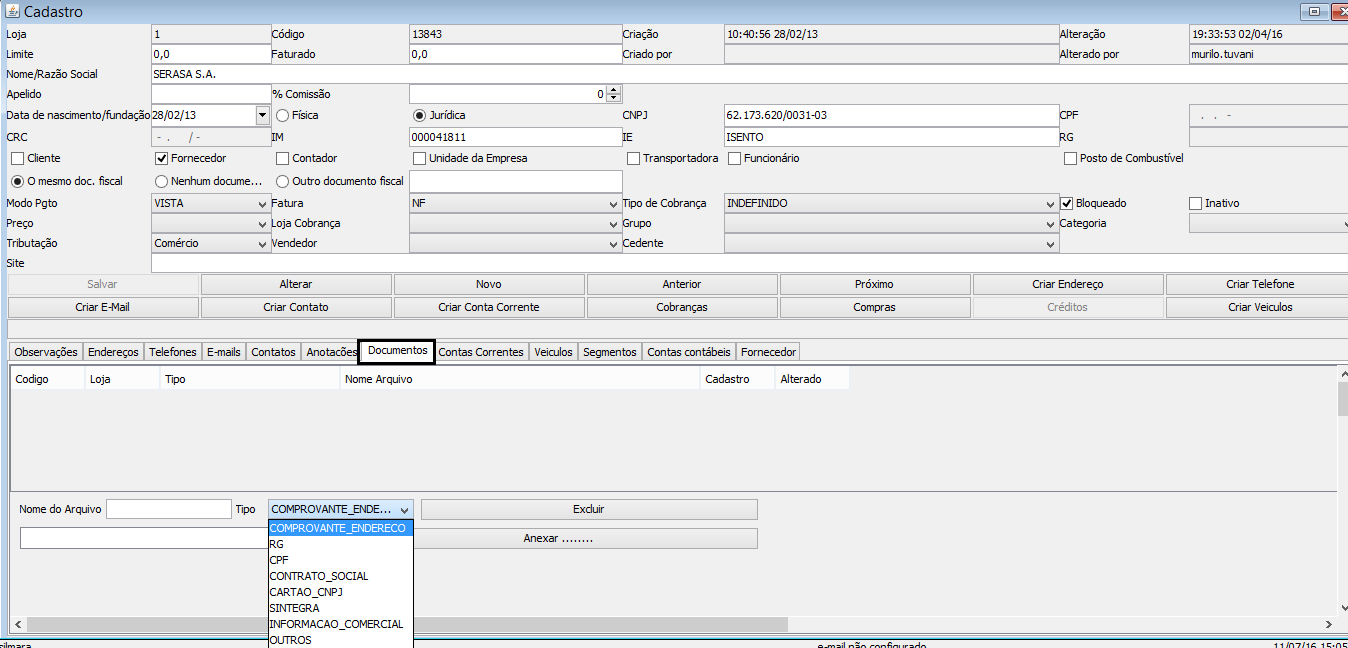 Cadastro
Loja 1 Código 13843 Criação 10:40:56 28/02/13 Alteração 19:33:53 02/04/16
Limite 0,0 Faturado 0,0 Criado por Alterado por murilo.tuvani
Nome/Razão Social SERASA S.A.
Apelido % Comissão 0
Data de nascimento/fundação 28/02/13 Física Jurídica CNPJ 62.173.620/0031-03 CPF . . -
CRC - . / - IM 000041811 IE ISENTO RG
Cliente Fornecedor Contador Unidade da Empresa Transportadora Funcionário Posto de Combustível
O mesmo doc. fiscal Nenhum docume... Outro documento fiscal
Modo Pgto VISTA Fatura NF Tipo de Cobrança INDEFINIDO Bloqueado Inativo
Preço Loja Cobrança Grupo Categoria
Tributação Comércio Vendedor Cedente
Site
Salvar Alterar Novo Anterior Próximo Criar Endereço Criar Telefone
Criar E-Mail Criar Contato Criar Conta Corrente Cobranças Compras Créditos Criar Veiculos
Observações Endereços Telefones E-mails Contatos Anotacões Documentos Contas Correntes Veiculos Segmentos Contas contábeis Fornecedor
Codigo Loja Tipo Nome Arquivo Cadastro Alterado
Nome do Arquivo Tipo COMPROVANTE_ENDE... Excluir
COMPROVANTE_ENDERECO
Anexar ........
RG
CPF
CONTRATO_SOCIAL
CARTAO_CNPJ
SINTEGRA
INFORMACAO_COMERCIAL
OUTROS
silmara e-mail não configurado 11/07/16 15:05